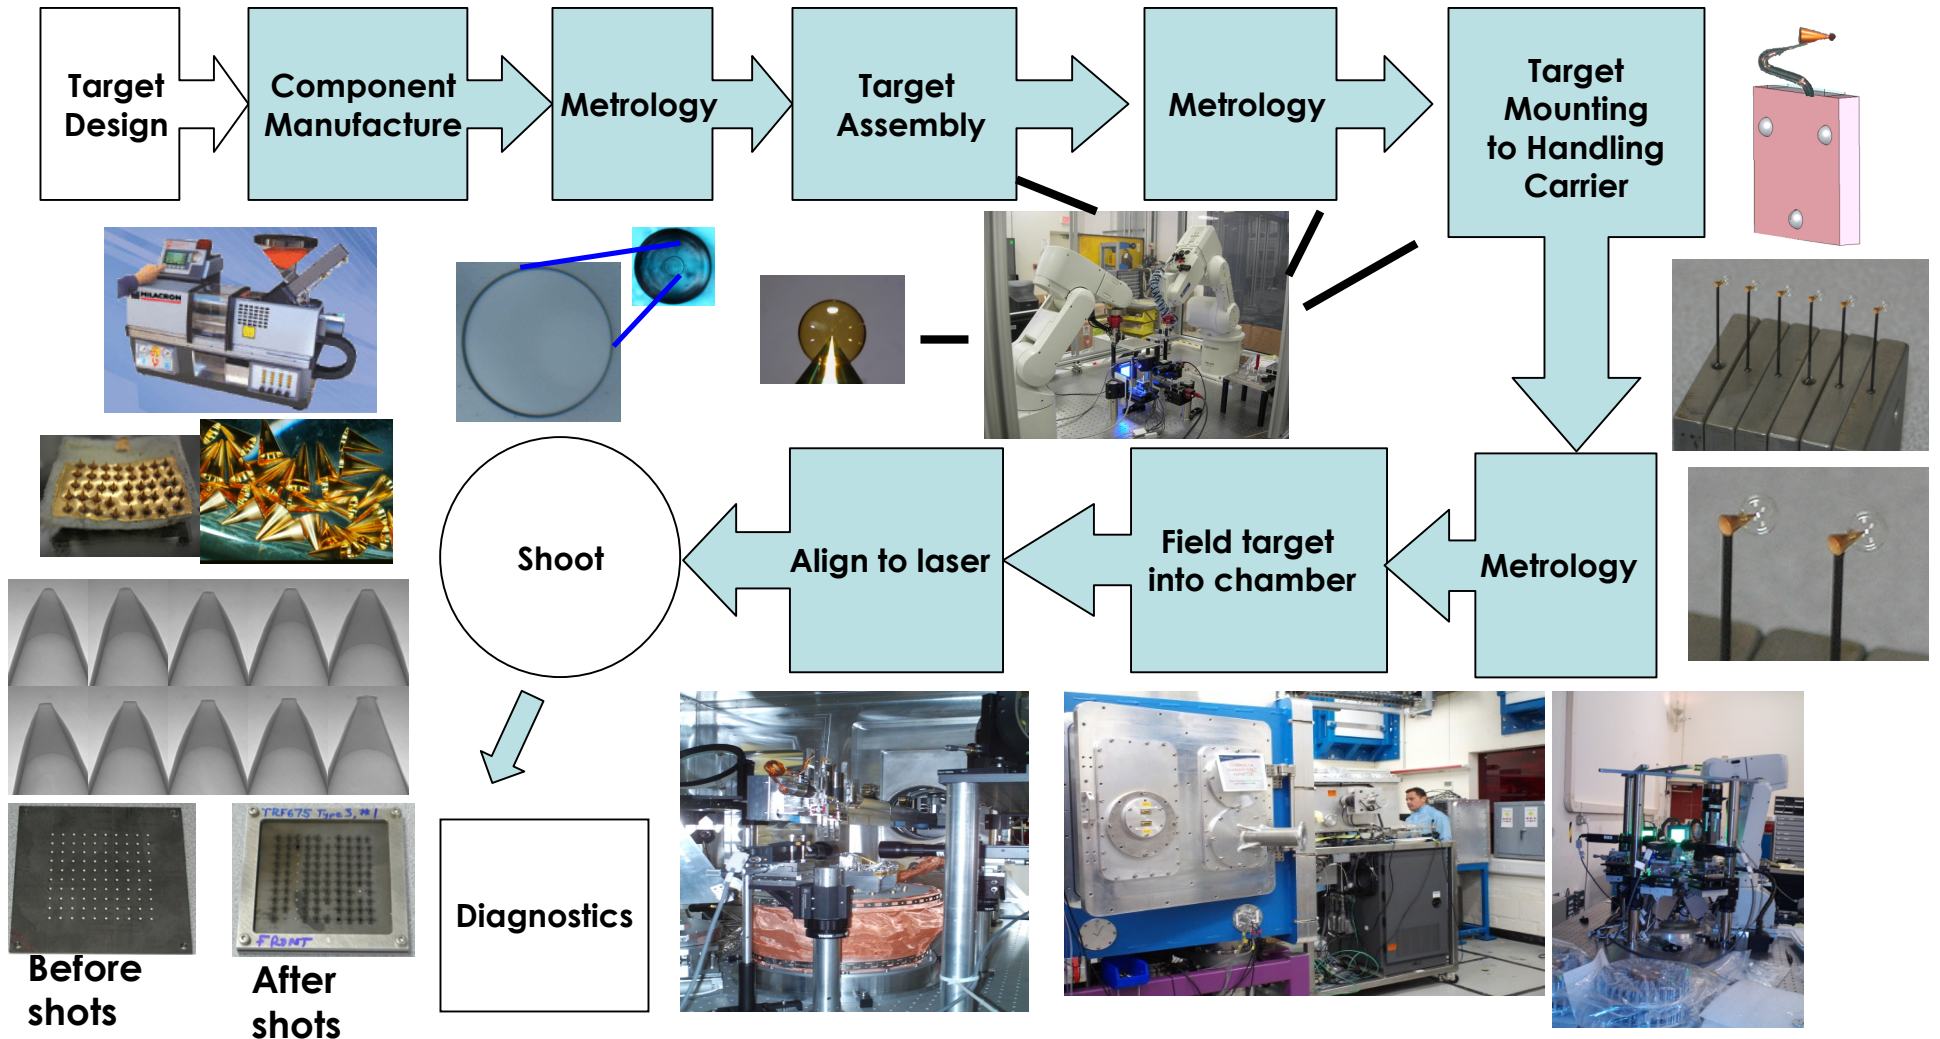 Target
Design
Component
Manufacture
Metrology
Target
Assembly
Metrology
Target
Mounting
to Handling
Carrier
MILACRON
Shoot
Align to laser
Field target
into chamber
Metrology
Diagnostics
TRF675 Type 3, #1
FRONT
Before
shots
After
shots